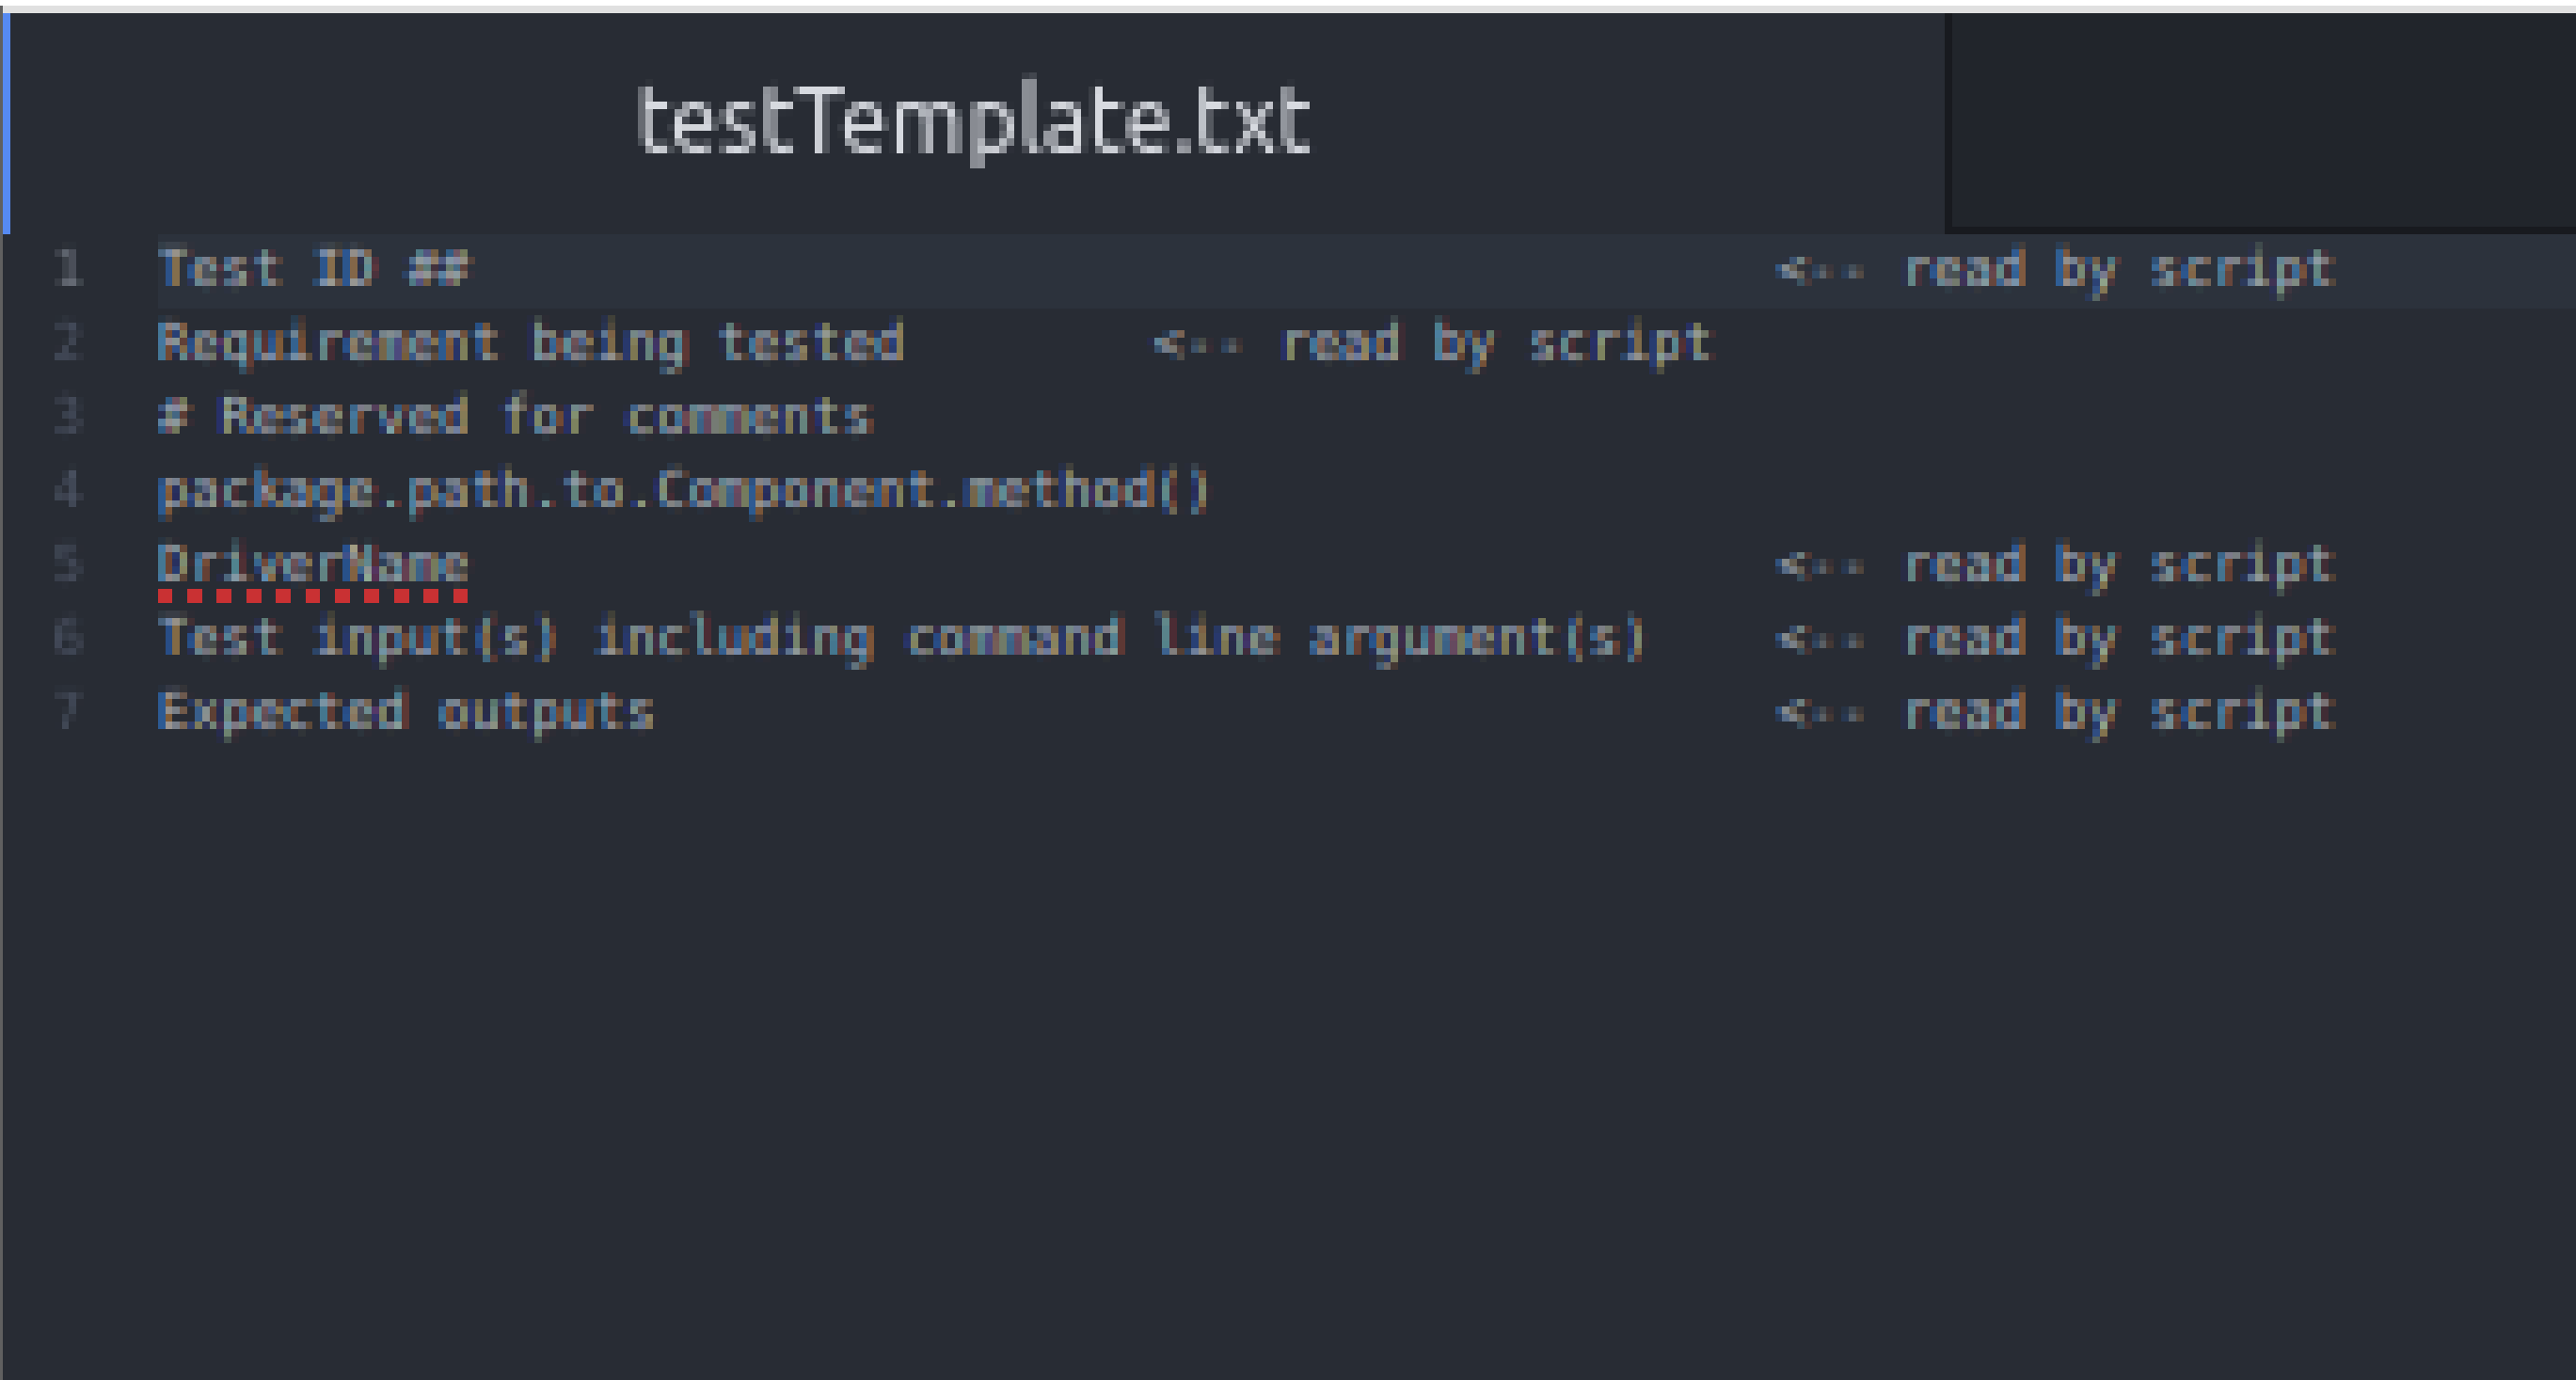 testTemplate.txt
1 Test ID ## <-- read by script
2 Requirement being tested <-- read by script
3 # Reserved for comments
4 package.path.to.Component.method()
5 DriverName <-- read by script
6 Test input(s) including command line argument(s) <-- read by script
7 Expected outputs <-- read by script